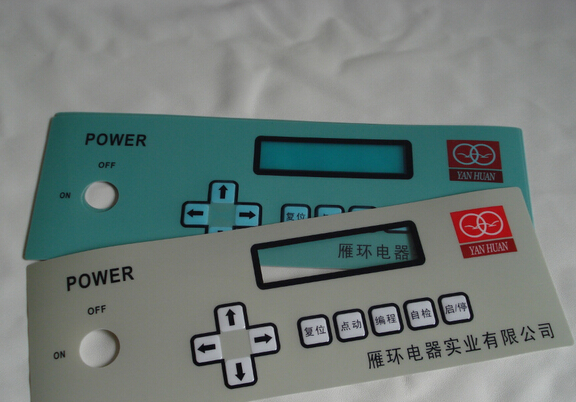 POWER
OFF
ON
YAN HUAN
复位
雁环电器
POWER
OFF
ON
YAN HUAN
复位
点动
编程
自检
启/停
雁环电器实业有限公司